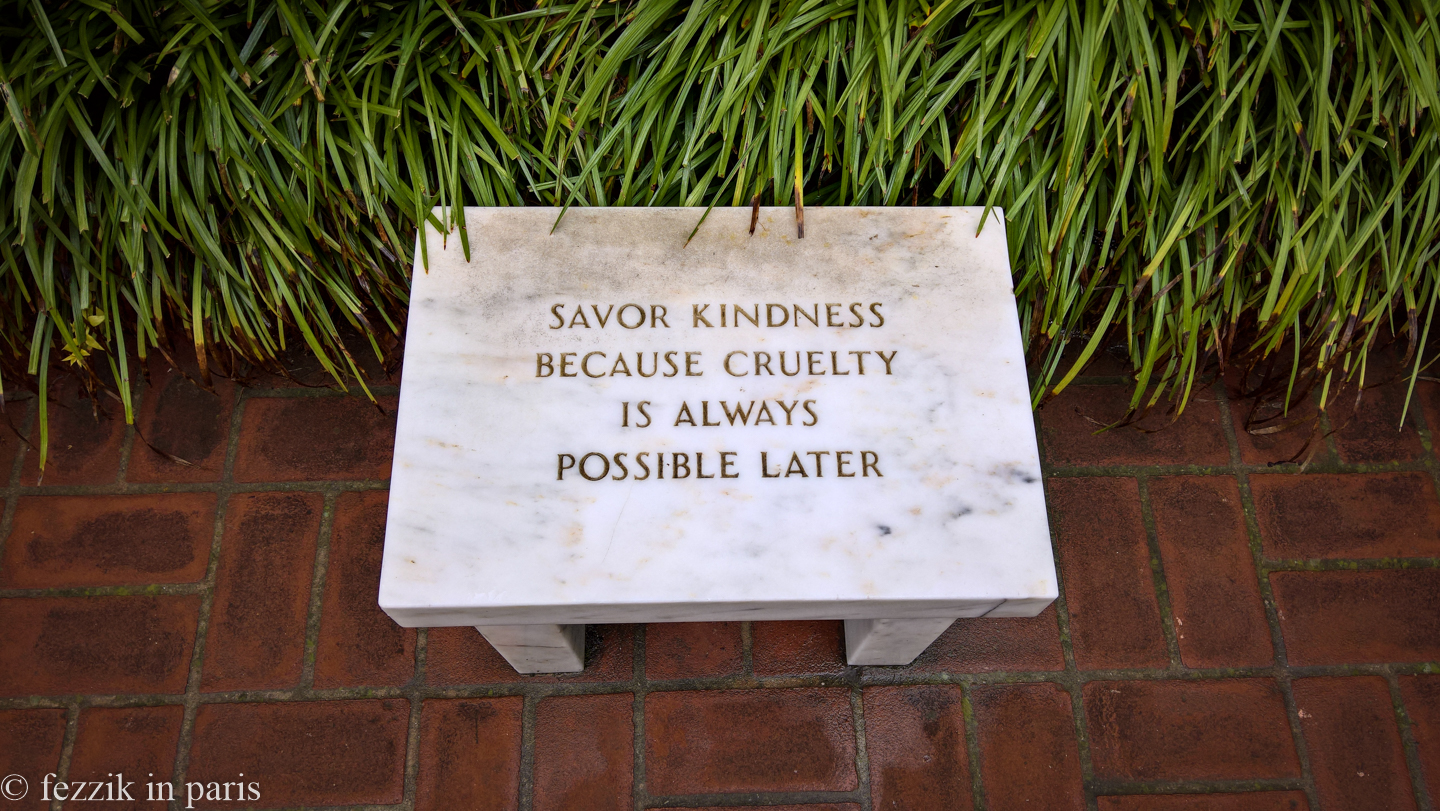 SAVOR KINDNESS
BECAUSE CRUELTY
IS ALWAYS
POSSIBLE LATER
© fezzik in paris